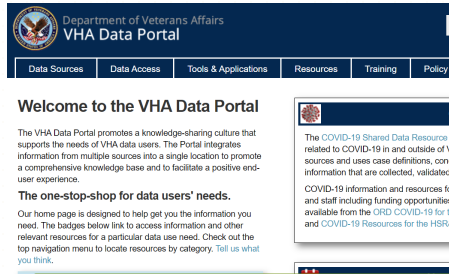 Department of Veterans Affairs
VHA Data Portal
Data Sources
Data Access
Tools & Applications
Resources
Training
Policy
Welcome to the VHA Data Portal
The VHA Data Portal promotes a knowledge-sharing culture that
supports the needs of VHA data users. The Portal integrates
information from multiple sources into a single location to promote
a comprehensive knowledge base and to facilitate a positive end-
user experience.
The one-stop-shop for data users' needs.
Our home page is designed to help get you the information you
need. The badges below link to access information and other
relevant resources for a particular data use need. Check out the
top navigation menu to locate resources by category. Tell us what
you think.
The COVID-19 Shared Data Resource
related to COVID-19 in and outside of V
sources and uses case definitions, con
information that are collected, validated
COVID-19 information and resources fo
and staff including funding opportunities
available from the ORD COVID-19 for t
and COVID-19 Resources for the HSR